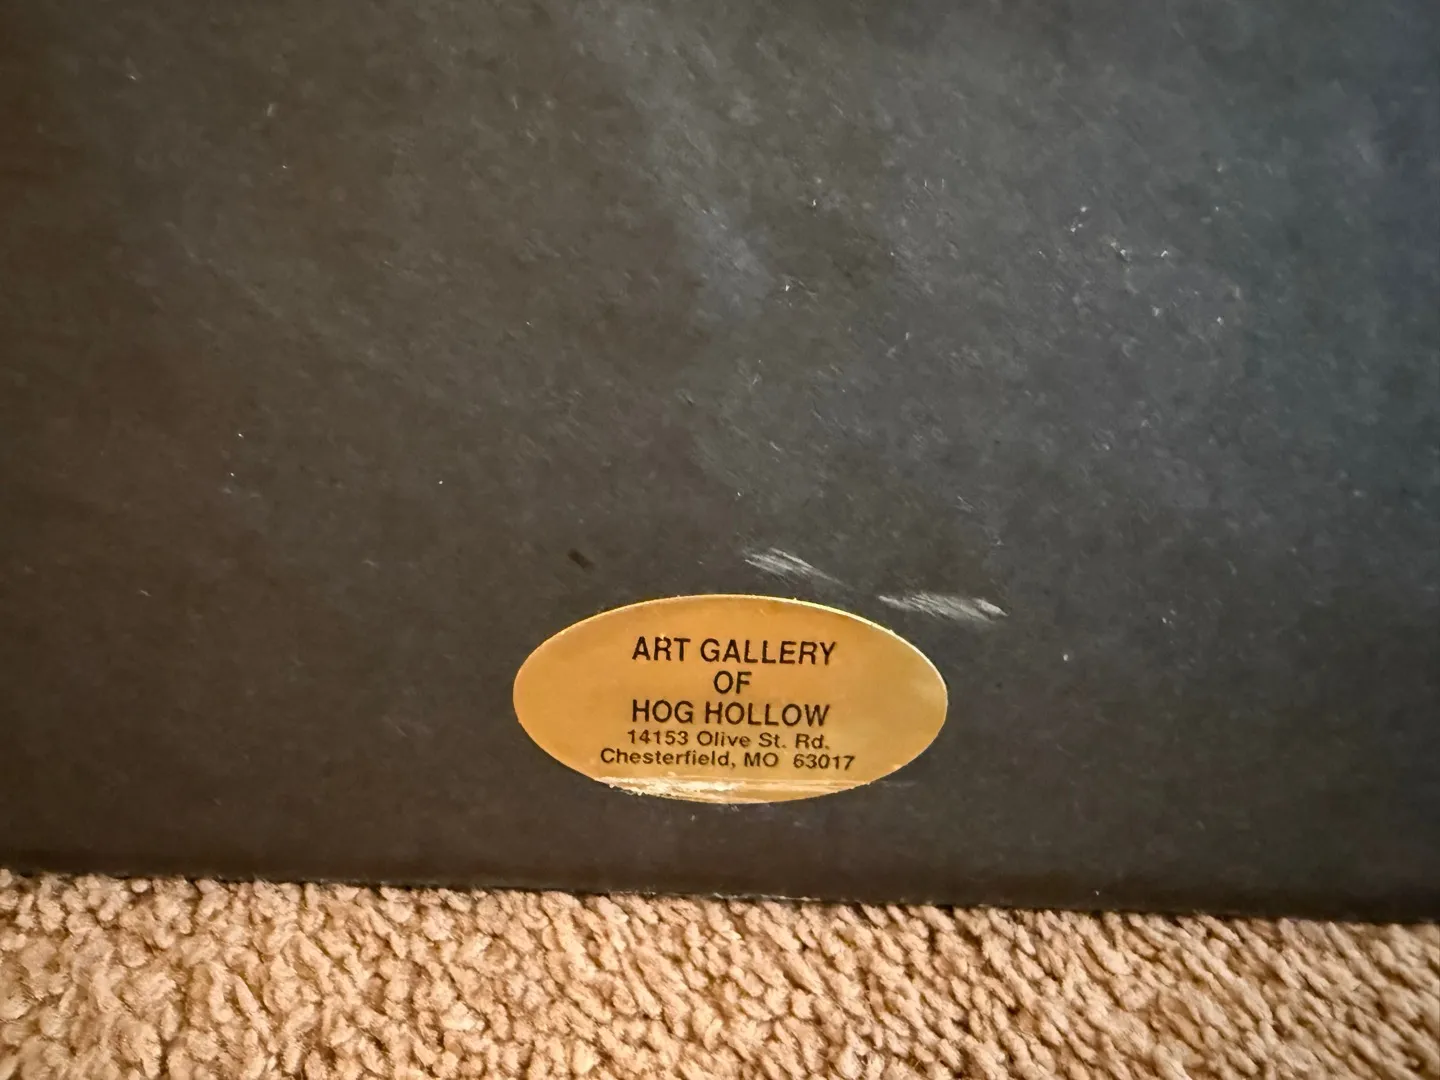 ART GALLERY
OF
HOG HOLLOW
14153 Olive St. Rd.
Chesterfield, MO 63017